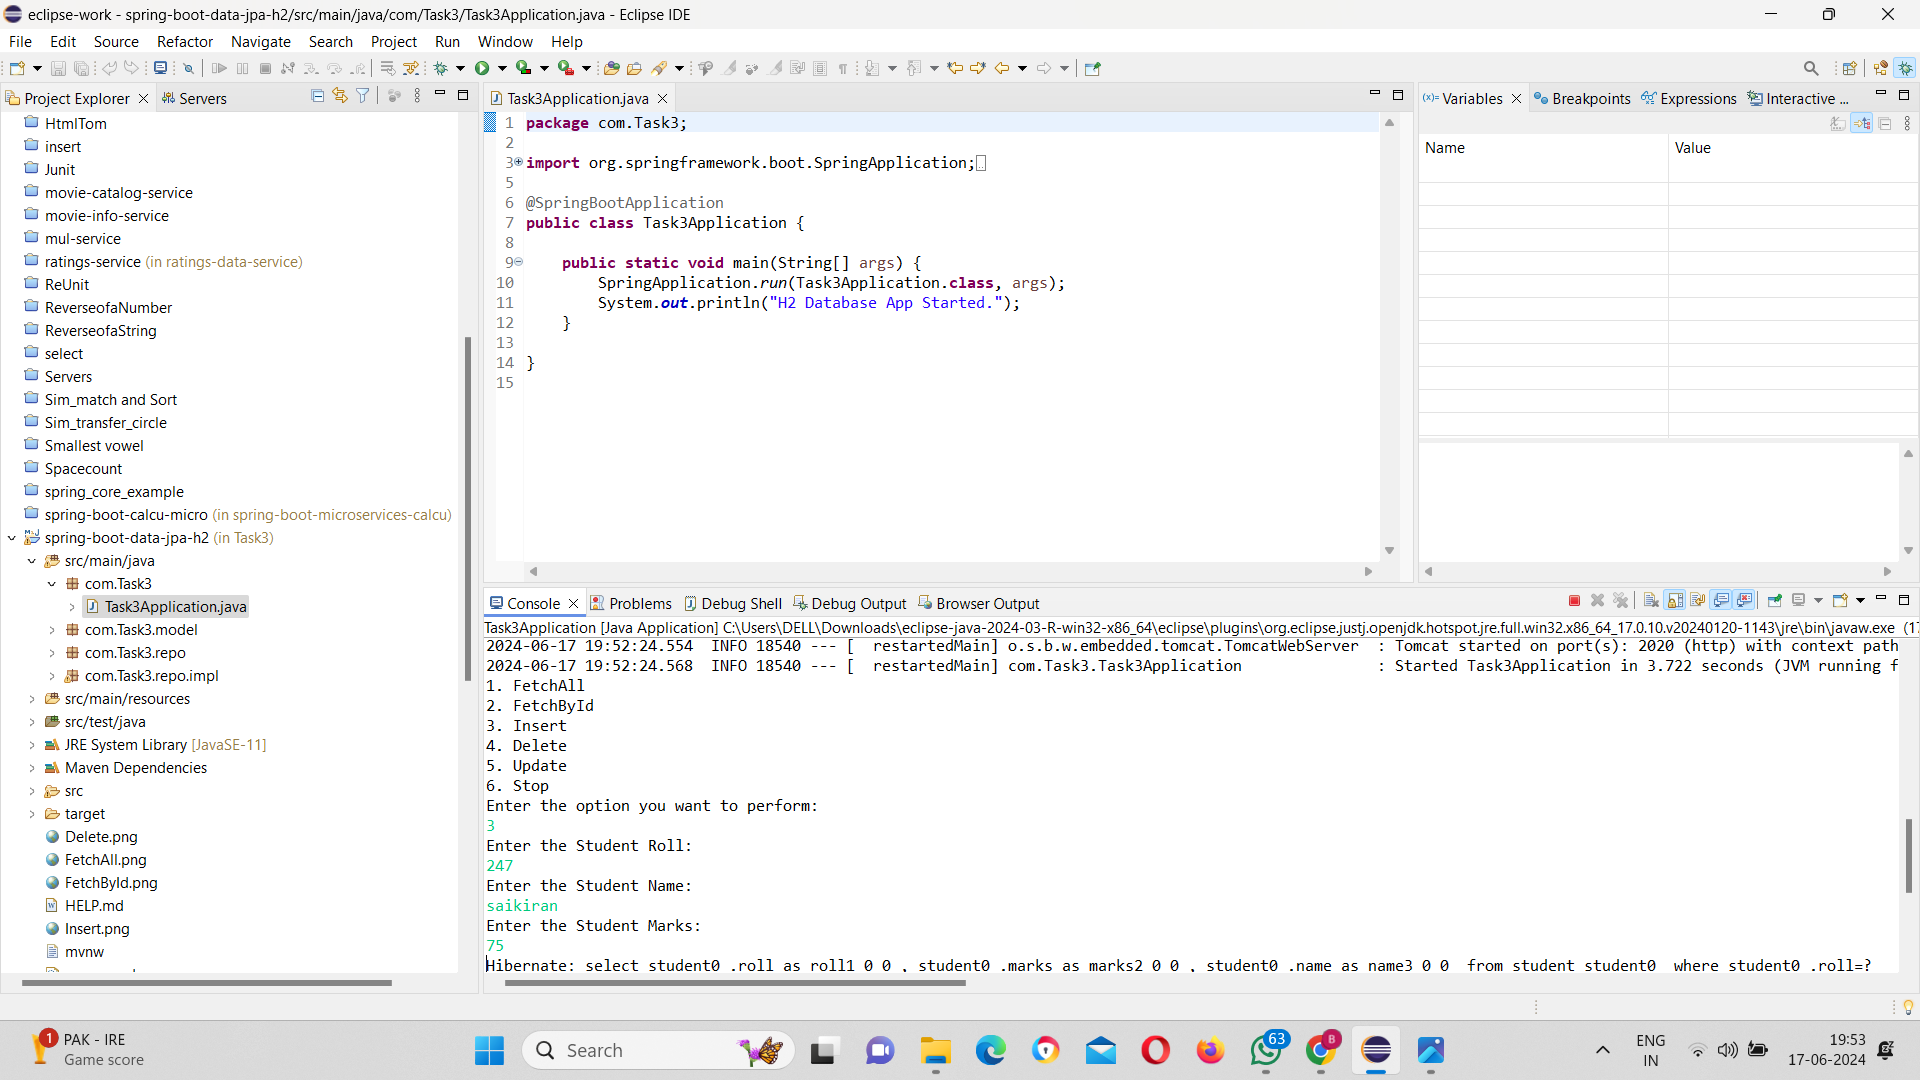 eclipse-work - spring-boot-data-jpa-h2/src/main/java/com/Task3/Task3Application.java - Eclipse IDE
File Edit Source Refactor Navigate Search Project Run Window Help
Project Explorer
Servers
HtmlTom
insert
Junit
movie-catalog-service
movie-info-service
mul-service
ratings-service (in ratings-data-service)
ReUnit
ReverseofaNumber
ReverseofaString
select
Servers
Sim_match and Sort
Sim_transfer_circle
Smallest vowel
Spacecount
spring_core_example
spring-boot-calcu-micro (in spring-boot-microservices-calcu)
spring-boot-data-jpa-h2 (in Task3)
src/main/java
com.Task3
Task3Application.java
com.Task3.model
com.Task3.repo
com.Task3.repo.impl
src/main/resources
src/test/java
JRE System Library [JavaSE-11]
Maven Dependencies
src
target
Delete.png
FetchAll.png
FetchById.png
HELP.md
Insert.png
mvnw
Task3Application.java
1 package com.Task3;
2
3 import org.springframework.boot.SpringApplication;
5
6 @SpringBootApplication
7 public class Task3Application {
8
9 public static void main(String[] args) {
10 SpringApplication.run(Task3Application.class, args);
11 System.out.println("H2 Database App Started.");
12 }
13
14 }
15
Variables Breakpoints Expressions Interactive ...
Name Value
Console Problems Debug Shell Debug Output Browser Output
Task3Application [Java Application] C:\Users\DELL\Downloads\eclipse-java-2024-03-R-win32-x86_64\eclipse\plugins\org.eclipse.justj.openjdk.hotspot.jre.full.win32.x86_64_17.0.10.v20240120-1143\jre\bin\javaw.exe (17
2024-06-17 19:52:24.554 INFO 18540 --- [ restartedMain] o.s.b.w.embedded.tomcat.TomcatWebServer : Tomcat started on port(s): 2020 (http) with context path
2024-06-17 19:52:24.568 INFO 18540 --- [ restartedMain] com.Task3.Task3Application : Started Task3Application in 3.722 seconds (JVM running f
1. FetchAll
2. FetchById
3. Insert
4. Delete
5. Update
6. Stop
Enter the option you want to perform:
3
Enter the Student Roll:
247
Enter the Student Name:
saikiran
Enter the Student Marks:
75
Hibernate: select student0 .roll as roll1 0 0 , student0 .marks as marks2 0 0 , student0 .name as name3 0 0 from student student0 where student0 .roll=?
1
PAK - IRE
Game score
Search
63
B
ENG
IN
19:53
17-06-2024